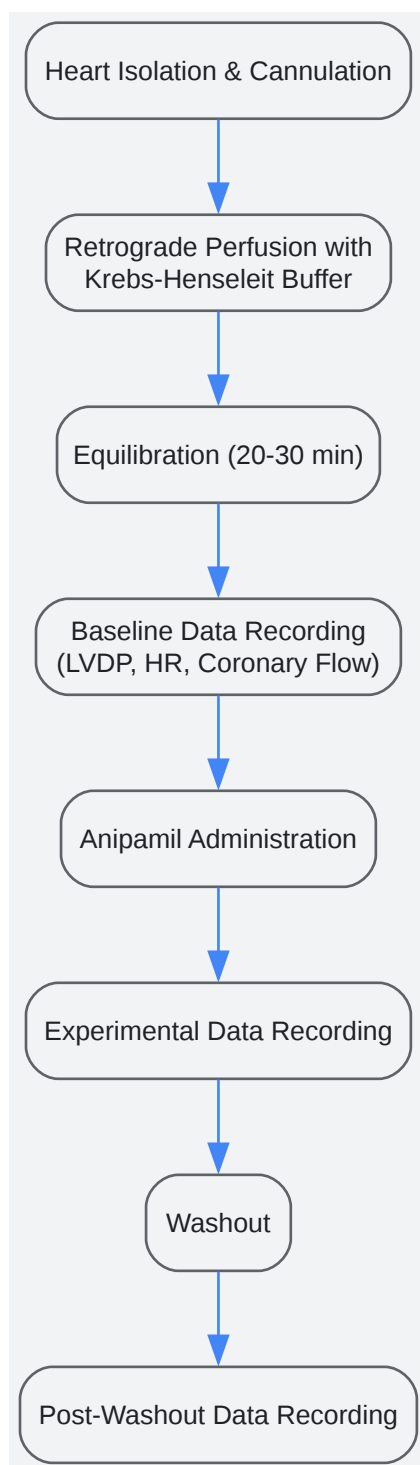 Heart Isolation & Cannulation
Retrograde Perfusion with
Krebs-Henseleit Buffer
Equilibration (20-30 min)
Baseline Data Recording
(LVDP, HR, Coronary Flow)
Anipamil Administration
Experimental Data Recording
Washout
Post-Washout Data Recording